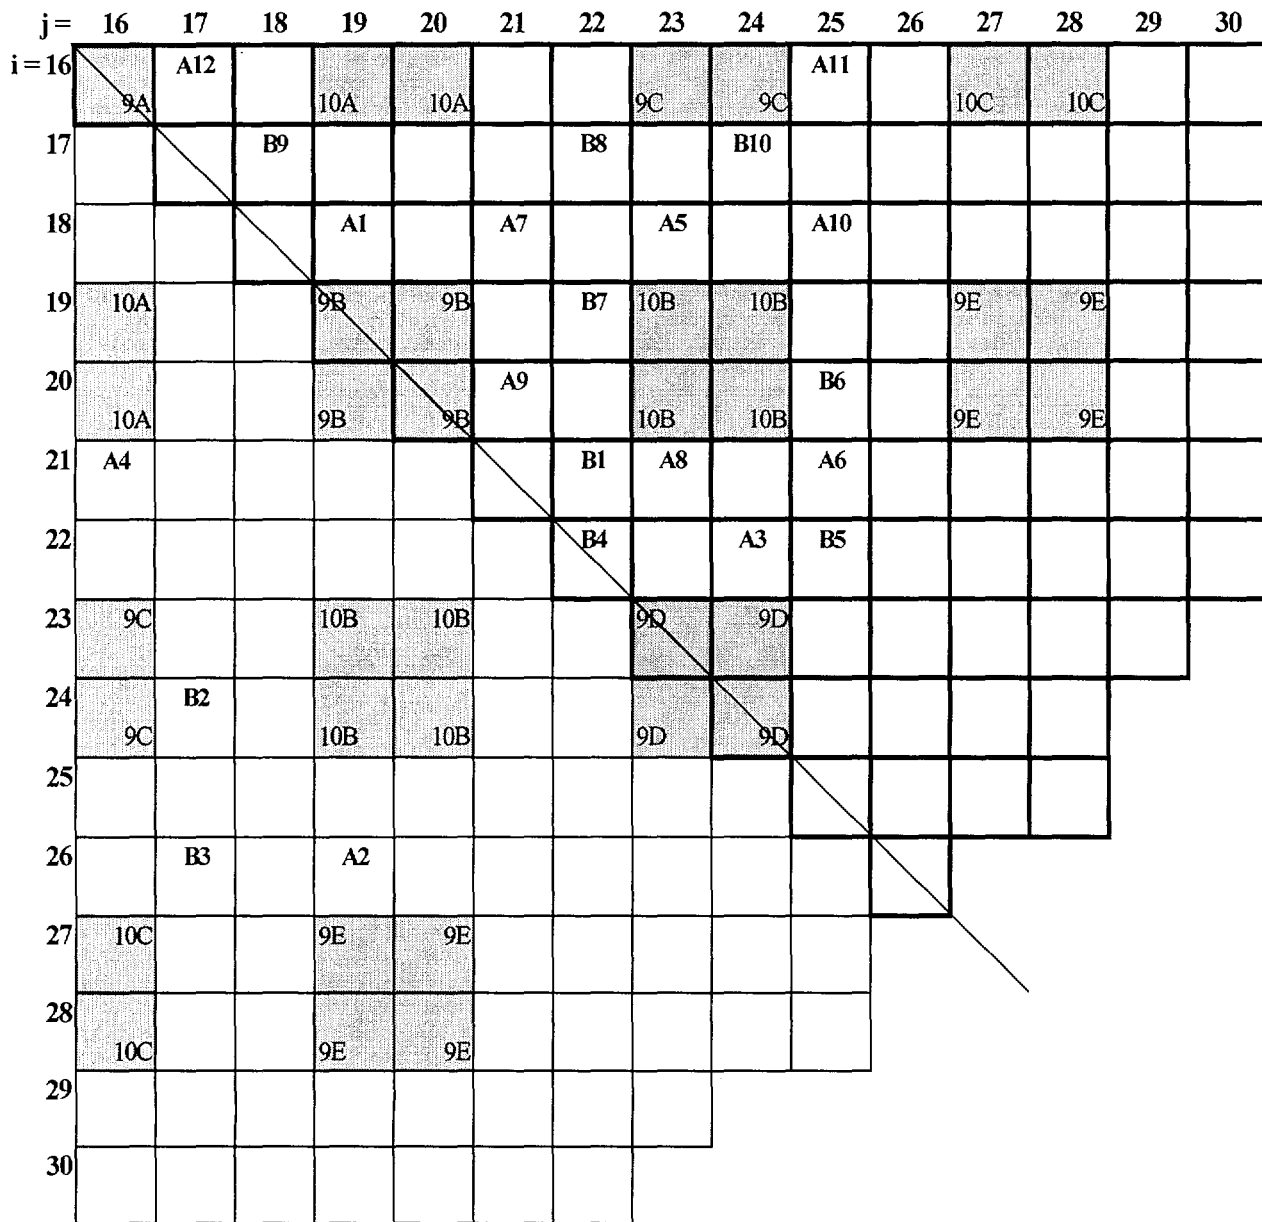 j = 16 17 18 19 20 21 22 23 24 25 26 27 28 29 30
i = 16 A12 A11
9A 10A 10A 9C 9C 10C 10C
17 B9 B8 B10
18 A1 A7 A5 A10
19 10A 9B 9B B7 10B 10B 9E 9E
20 A9 B6
10A 9B 9B 10B 10B 9E 9E
21 A4 B1 A8 A6
22 B4 A3 B5
23 9C 10B 10B 9D 9D
24 B2
9C 10B 10B 9D 9D
25
26 B3 A2
27 10C 9E 9E
28
10C 9E 9E
29
30